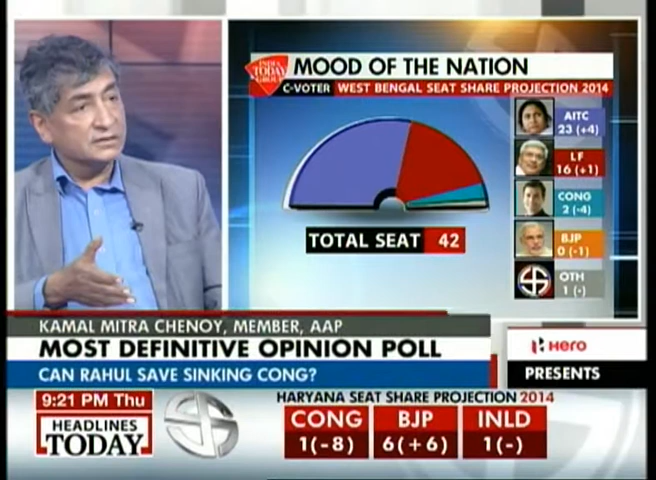 INDIA
TODAY
GROUP
MOOD OF THE NATION
C-VOTER WEST BENGAL SEAT SHARE PROJECTION 2014
AITC
23 (+4)
LF
16 (+1)
CONG
2 (-4)
BJP
0 (-1)
OTH
1 (-)
TOTAL SEAT 42
KAMAL MITRA CHENOY, MEMBER, AAP
MOST DEFINITIVE OPINION POLL
CAN RAHUL SAVE SINKING CONG?
Hero
PRESENTS
9:21 PM Thu
HEADLINES
TODAY
HARYANA SEAT SHARE PROJECTION 2014
CONG BJP INLD
1(-8) 6(+6) 1(-)